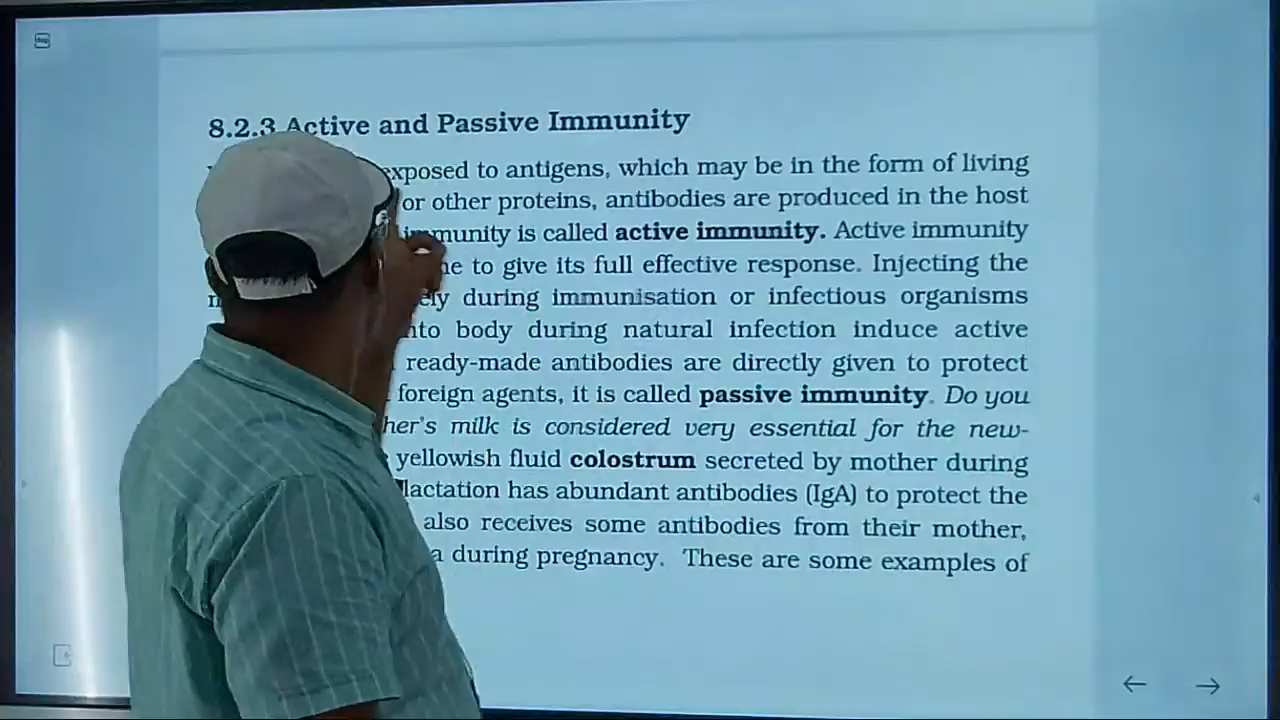 8.2.3 Active and Passive Immunity
exposed to antigens, which may be in the form of living
or other proteins, antibodies are produced in the host
immunity is called active immunity. Active immunity
to give its full effective response. Injecting the
during immunisation or infectious organisms
body during natural infection induce active
ready-made antibodies are directly given to protect
foreign agents, it is called passive immunity. Do you
milk is considered very essential for the new-
yellowish fluid colostrum secreted by mother during
lactation has abundant antibodies (IgA) to protect the
also receives some antibodies from their mother,
during pregnancy. These are some examples of